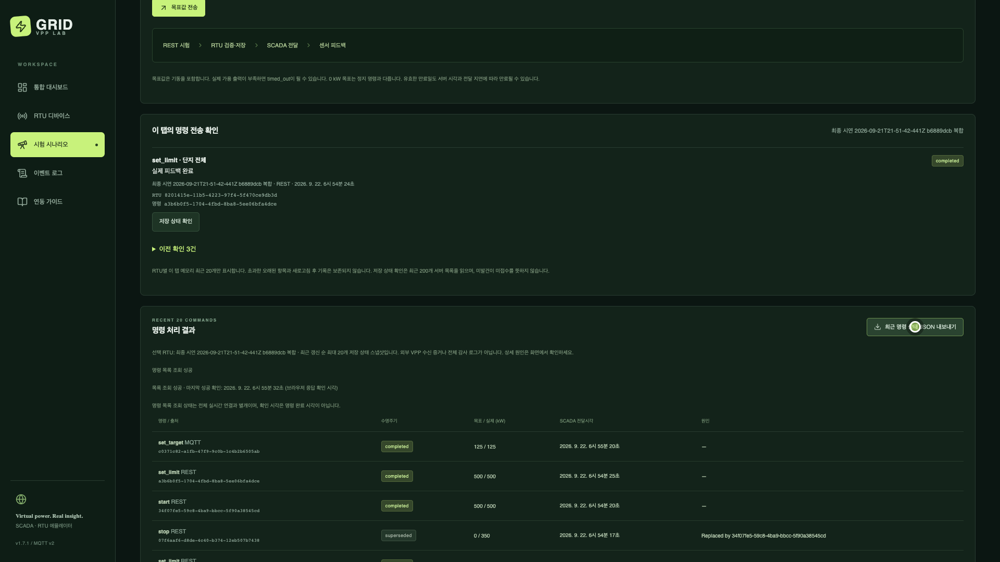 GRID
VPP LAB
WORKSPACE
통합 대시보드
RTU 디바이스
시험 시나리오
이벤트 로그
연동 가이드
Virtual power. Real insight.
SCADA · RTU 에뮬레이터
v1.7.1 / MQTT v2
목표값 전송
REST 시험 > RTU 검증·저장 > SCADA 전달 > 센서 피드백
목표값은 기동을 포함합니다. 실제 가용 출력이 부족하면 timed_out이 될 수 있습니다. 0 kW 목표는 정지 명령과 다릅니다. 유효한 만료일도 서버 시각과 전달 지연에 따라 만료될 수 있습니다.
이 탭의 명령 전송 확인
최종 시연 2026-09-21T21-51-42-441Z b6889dcb 복합
set_limit · 단지 전체
completed
실제 피드백 완료
최종 시연 2026-09-21T21-51-42-441Z b6889dcb 복합 · REST · 2026. 9. 22. 6시 54분 24초
RTU 8201415e-11b5-4223-97f4-5f470ce9db3d
명령 a3b6b0f5-1704-4fbd-8ba8-5ee06bfa4dce
저장 상태 확인
이전 확인 3건
RTU별 이 탭 메모리 최근 20개만 표시합니다. 초과한 오래된 항목과 새로고침 후 기록은 보존되지 않습니다. 저장 상태 확인은 최근 200개 서버 목록을 읽으며, 미발견이 미접수를 뜻하지 않습니다.
RECENT 20 COMMANDS
명령 처리 결과
최근 명령 상태 JSON 내보내기
선택 RTU: 최종 시연 2026-09-21T21-51-42-441Z b6889dcb 복합 · 최근 갱신 순 최대 20개 저장 상태 스냅샷입니다. 외부 VPP 수신 증거나 전체 감사 로그가 아닙니다. 상세 원인은 화면에서 확인하세요.
명령 목록 조회 성공
목록 조회 성공 · 마지막 성공 확인: 2026. 9. 22. 6시 55분 32초 (브라우저 응답 확인 시각)
명령 목록 조회 상태는 전체 실시간 연결과 별개이며, 확인 시각은 명령 완료 시각이 아닙니다.
명령 / 출처 수명주기 목표 / 실제 (kW) SCADA 전달시각 원인
set_target MQTT completed 125 / 125 2026. 9. 22. 6시 55분 20초 —
c0371c82-a1fb-47f9-9c0b-1c4b2b6505ab
set_limit REST completed 500 / 500 2026. 9. 22. 6시 54분 25초 —
a3b6b0f5-1704-4fbd-8ba8-5ee06bfa4dce
start REST completed 500 / 500 2026. 9. 22. 6시 54분 20초 —
34f07fe5-59c8-4ba9-bbcc-5f90a38545cd
stop REST superseded 0 / 350 2026. 9. 22. 6시 54분 17초 Replaced by 34f07fe5-59c8-4ba9-bbcc-5f90a38545cd
07f6aaf6-d8de-4c40-b374-12eb507b7438
set_limit REST